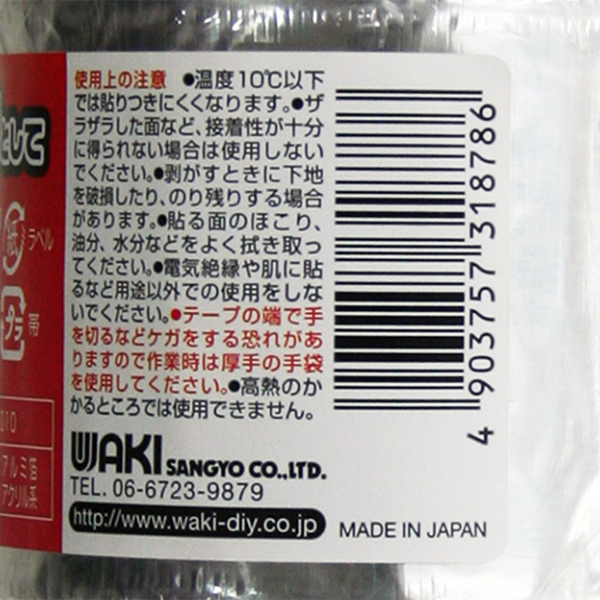 として
紙
ラベル
プラ
帯
010
アルミ箔
アクリル系
使用上の注意 ●温度10℃以下
では貼りつきにくくなります。●ザ
ラザラした面など、接着性が十分
に得られない場合は使用しない
でください。●剥がすときに下地
を破損したり、のり残りする場合
があります。●貼る面のほこり、
油分、水分などをよく拭き取っ
てください。●電気絶縁や肌に貼
るなど用途以外での使用をしな
いでください。●テープの端で手
を切るなどケガをする恐れがあ
りますので作業時は厚手の手袋
を使用してください。●高熱のか
かるところでは使用できません。
WAKI SANGYO CO.,LTD.
TEL. 06-6723-9879
http://www.waki-diy.co.jp
MADE IN JAPAN
4 903757 318786